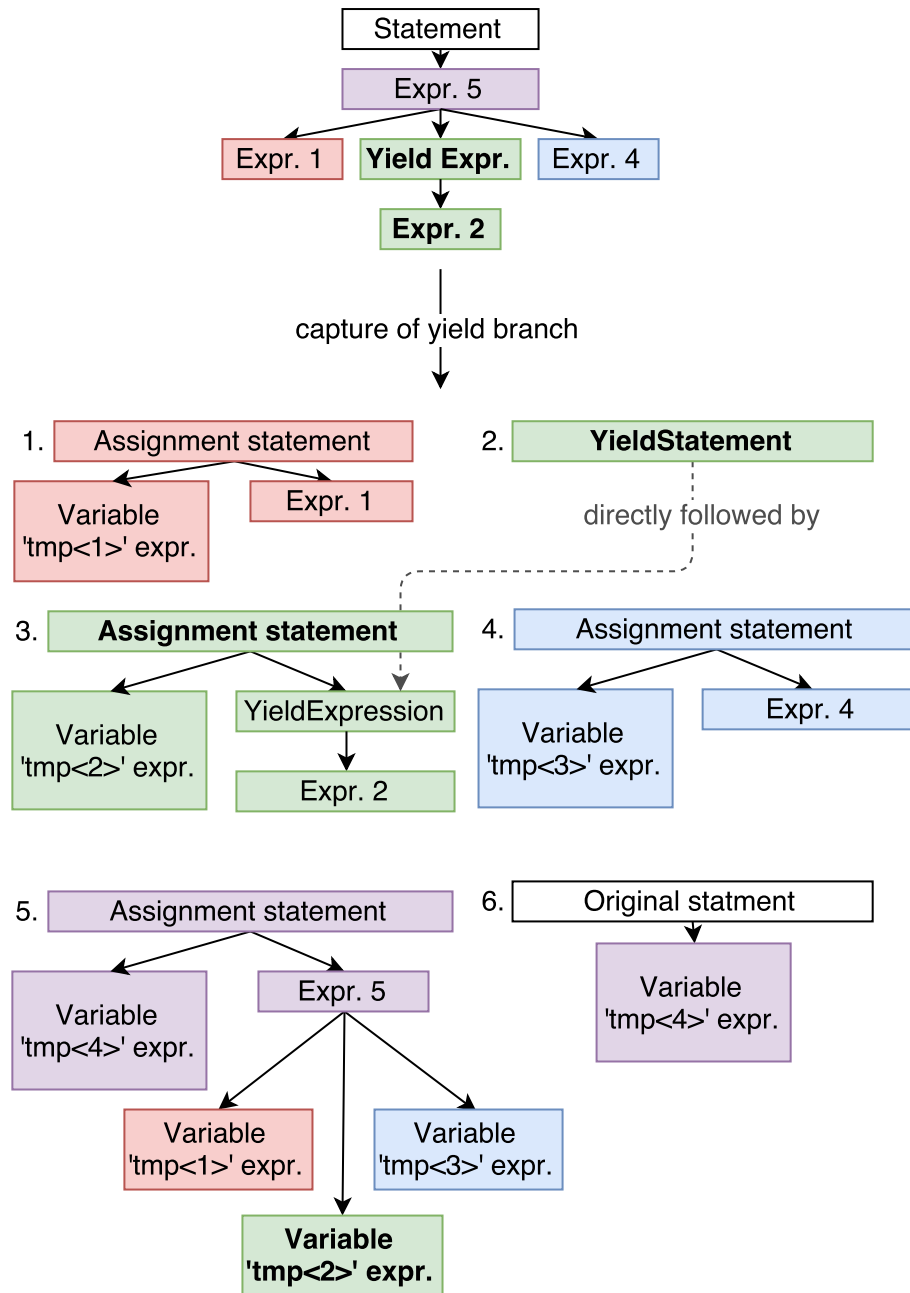 Statement
Expr. 5
Expr. 1
Yield Expr.
Expr. 4
Expr. 2
capture of yield branch
1.
Assignment statement
Variable
'tmp<1>' expr.
Expr. 1
2.
YieldStatement
directly followed by
3.
Assignment statement
Variable
'tmp<2>' expr.
YieldExpression
Expr. 2
4.
Assignment statement
Variable
'tmp<3>' expr.
Expr. 4
5.
Assignment statement
Variable
'tmp<4>' expr.
Expr. 5
Variable
'tmp<1>' expr.
Variable
'tmp<3>' expr.
Variable
'tmp<2>' expr.
6.
Original statment
Variable
'tmp<4>' expr.